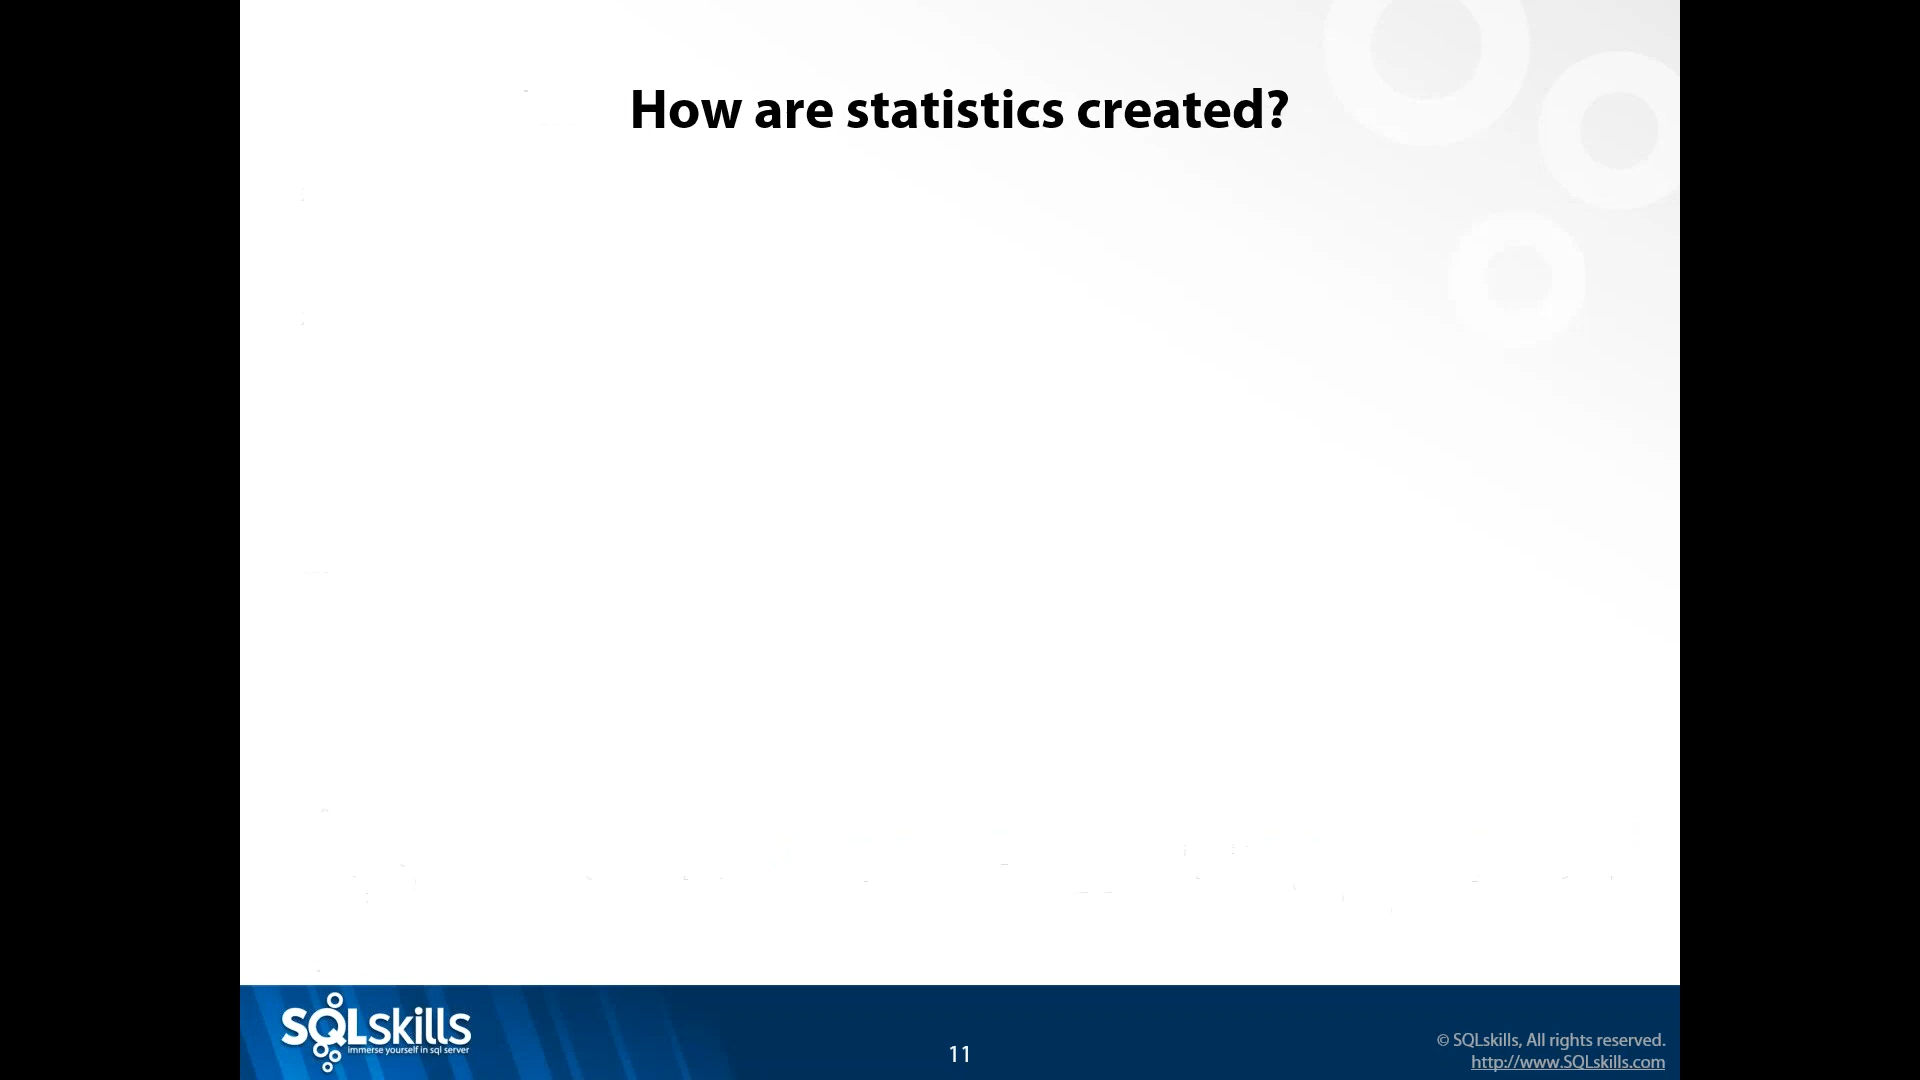 How are statistics created?
SQLskills
immerse yourself in sql server
11
© SQLskills, All rights reserved.
http://www.SQLskills.com